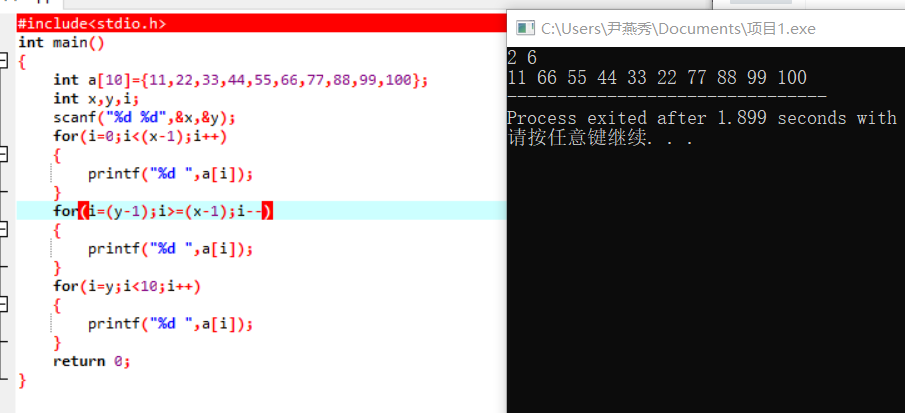 #include<stdio.h>
int main()
{
    int a[10]={11,22,33,44,55,66,77,88,99,100};
    int x,y,i;
    scanf("%d %d",&x,&y);
    for(i=0;i<(x-1);i++)
    {
        printf("%d ",a[i]);
    }
    for(i=(y-1);i>=(x-1);i--)
    {
        printf("%d ",a[i]);
    }
    for(i=y;i<10;i++)
    {
        printf("%d ",a[i]);
    }
    return 0;
}
C:\Users\尹燕秀\Documents\项目1.exe
2 6
11 66 55 44 33 22 77 88 99 100
--------------------------------
Process exited after 1.899 seconds with
请按任意键继续. . .